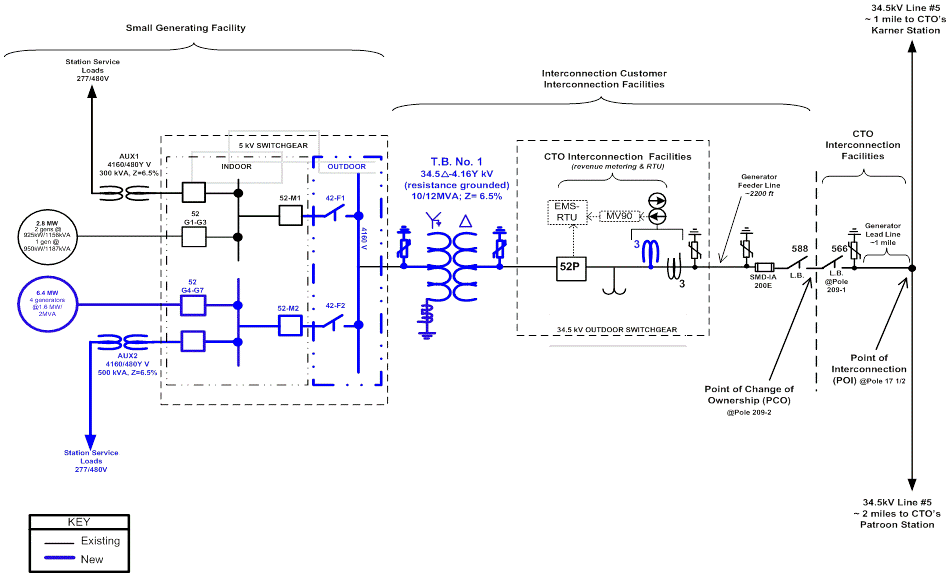 34.5kV Line #5
~ 1 mile to CTO's
Karner Station
Small Generating Facility
Station Service
Loads
277/480V
Interconnection Customer
Interconnection Facilities
CTO
Interconnection
Facilities
AUX1
4160/480Y V
300 kVA, Z=6.5%
5 kV SWITCHGEAR
INDOOR
OUTDOOR
T.B. No. 1
34.5△-4.16Y kV
(resistance grounded)
10/12MVA; Z= 6.5%
CTO Interconnection Facilities
(revenue metering & RTU)
EMS-
RTU
MV90
Generator
Feeder Line
~2200 ft
52-M1
42-F1
52
G1-G3
2.8 MW
2 gens @
925kW/1156kVA
1 gen @
950kW/1187kVA
4160 V
3
3
52P
Generator
Lead Line
~1 mile
588
566
L.B.
L.B.
@Pole
209-1
SMD-IA
200E
52
G4-G7
6.4 MW
4 generators
@1.6 MW/
2MVA
52-M2
42-F2
AUX2
4160/480Y V
500 kVA, Z=6.5%
34.5 kV OUTDOOR SWITCHGEAR
Point of
Interconnection
(POI) @Pole 17 1/2
Point of Change of
Ownership (PCO)
@Pole 209-2
Station Service
Loads
277/480V
34.5kV Line #5
~ 2 miles to CTO's
Patroon Station
KEY
Existing
New